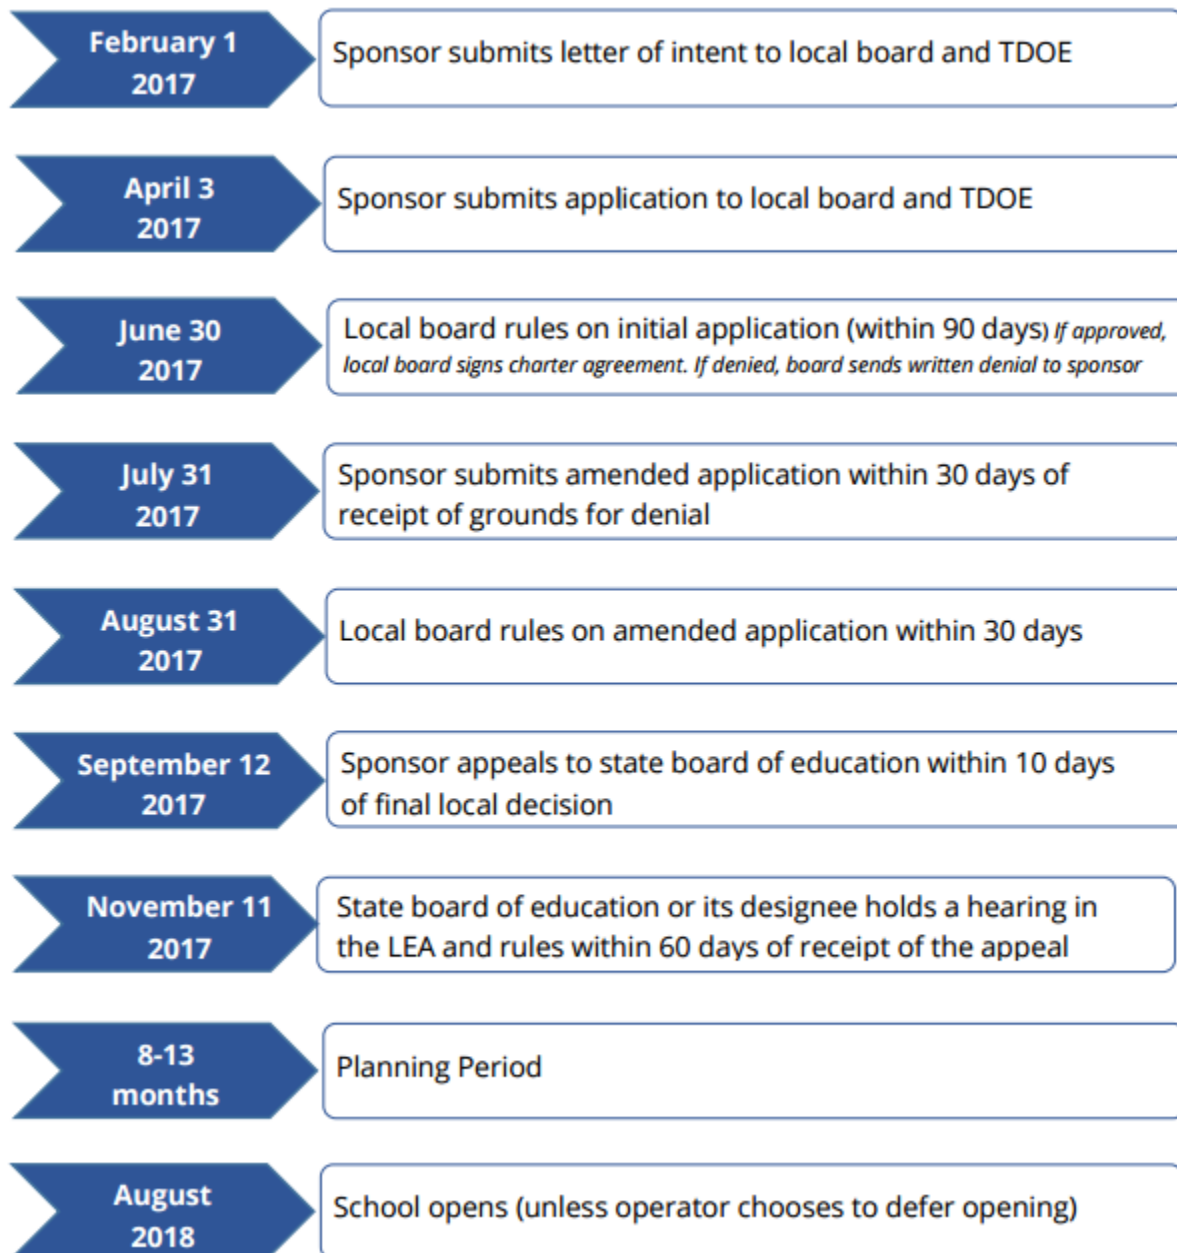 February 1
2017
Sponsor submits letter of intent to local board and TDOE
April 3
2017
Sponsor submits application to local board and TDOE
June 30
2017
Local board rules on initial application (within 90 days) If approved,
local board signs charter agreement. If denied, board sends written denial to sponsor
July 31
2017
Sponsor submits amended application within 30 days of
receipt of grounds for denial
August 31
2017
Local board rules on amended application within 30 days
September 12
2017
Sponsor appeals to state board of education within 10 days
of final local decision
November 11
2017
State board of education or its designee holds a hearing in
the LEA and rules within 60 days of receipt of the appeal
8-13
months
Planning Period
August
2018
School opens (unless operator chooses to defer opening)